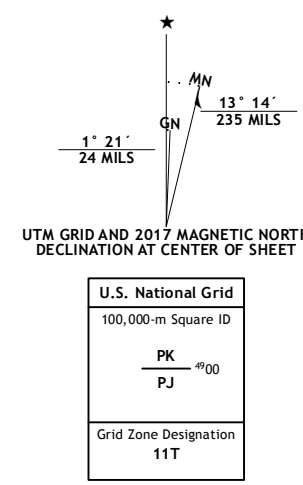 ★
MN
13° 14´
235 MILS
GN
1° 21´
24 MILS
UTM GRID AND 2017 MAGNETIC NORTH
DECLINATION AT CENTER OF SHEET
U.S. National Grid
100,000-m Square ID
PK
4900
PJ
Grid Zone Designation
11T